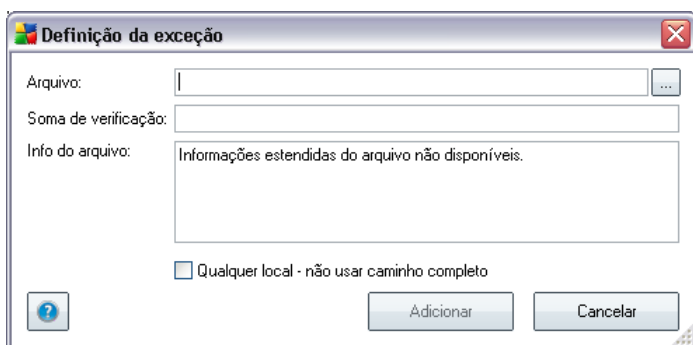 Definição da exceção
Arquivo:
...
Soma de verificação:
Info do arquivo:
Informações estendidas do arquivo não disponíveis.
Qualquer local - não usar caminho completo
?
Adicionar
Cancelar